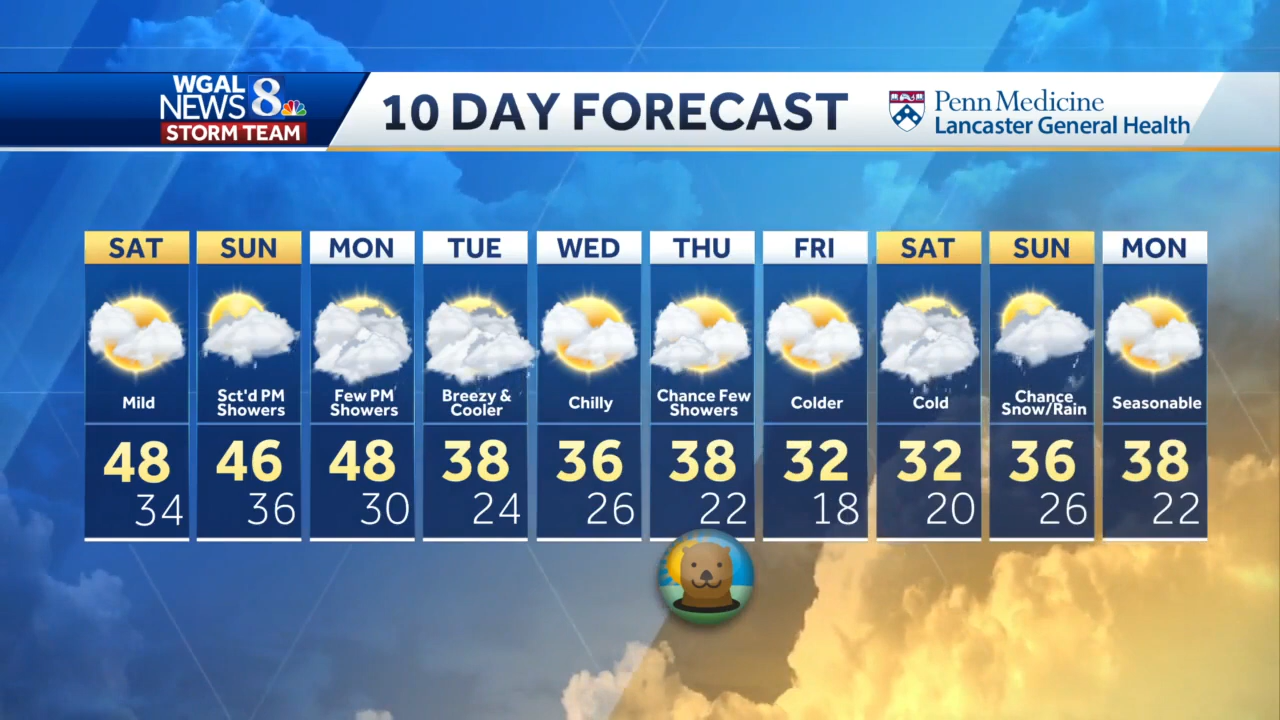 WGAL
NEWS 8
STORM TEAM
10 DAY FORECAST
Penn Medicine
Lancaster General Health
SAT SUN MON TUE WED THU FRI SAT SUN MON
Mild
Sct'd PM
Showers
Few PM
Showers
Breezy &
Cooler
Chilly
Chance Few
Showers
Colder
Cold
Chance
Snow/Rain
Seasonable
48 46 48 38 36 38 32 32 36 38
34 36 30 24 26 22 18 20 26 22